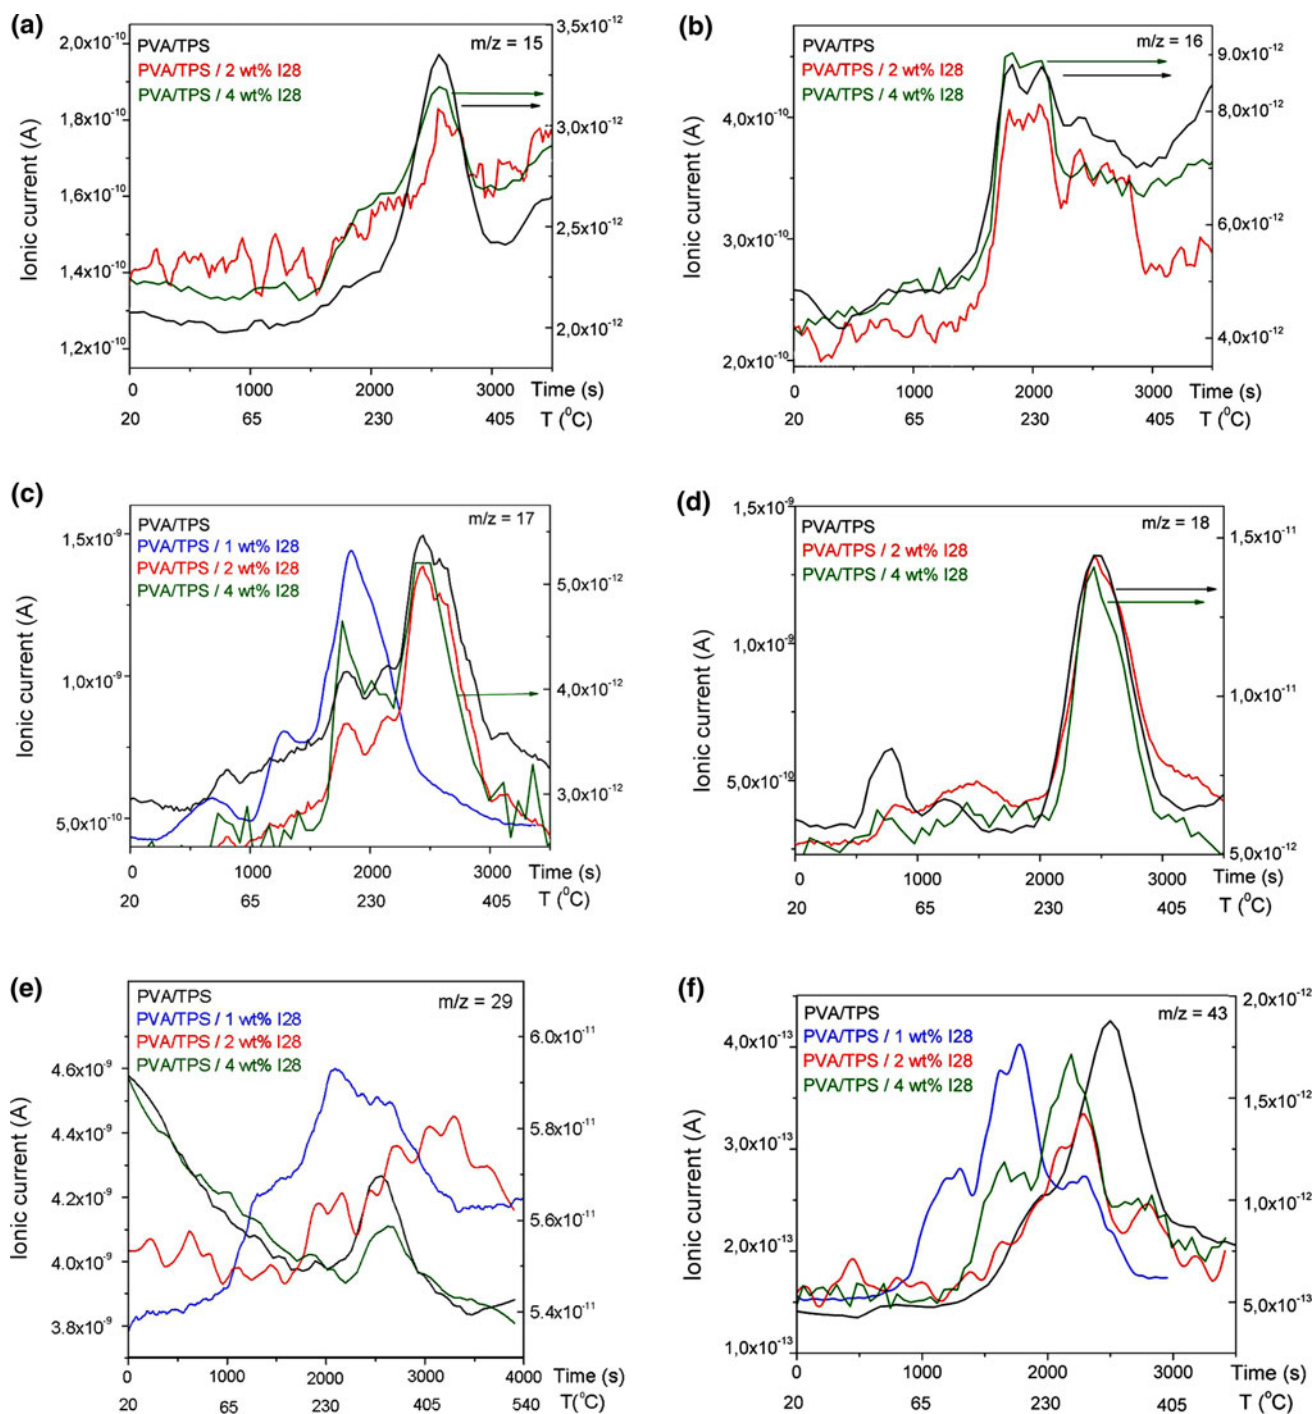 (a)
Ionic current (A)
2,0x10⁻¹⁰
1,8x10⁻¹⁰
1,6x10⁻¹⁰
1,4x10⁻¹⁰
1,2x10⁻¹⁰
PVA/TPS
PVA/TPS / 2 wt% I28
PVA/TPS / 4 wt% I28
m/z = 15
3,5x10⁻¹²
3,0x10⁻¹²
2,5x10⁻¹²
2,0x10⁻¹²
0 1000 2000 3000 Time (s)
20 65 230 405 T (⁰C)
(b)
Ionic current (A)
4,0x10⁻¹⁰
3,0x10⁻¹⁰
2,0x10⁻¹⁰
PVA/TPS
PVA/TPS / 2 wt% I28
PVA/TPS / 4 wt% I28
m/z = 16
9,0x10⁻¹²
8,0x10⁻¹²
6,0x10⁻¹²
4,0x10⁻¹²
0 1000 2000 3000 Time (s)
20 65 230 405 T (⁰C)
(c)
Ionic current (A)
1,5x10⁻⁹
1,0x10⁻⁹
5,0x10⁻¹⁰
PVA/TPS
PVA/TPS / 1 wt% I28
PVA/TPS / 2 wt% I28
PVA/TPS / 4 wt% I28
m/z = 17
5,0x10⁻¹²
4,0x10⁻¹²
3,0x10⁻¹²
0 1000 2000 3000 Time (s)
20 65 230 405 T (⁰C)
(d)
Ionic current (A)
1,5x10⁻⁹
1,0x10⁻⁹
5,0x10⁻¹⁰
PVA/TPS
PVA/TPS / 2 wt% I28
PVA/TPS / 4 wt% I28
m/z = 18
1,5x10⁻¹¹
1,0x10⁻¹¹
5,0x10⁻¹²
0 1000 2000 3000 Time (s)
20 65 230 405 T (⁰C)
(e)
Ionic current (A)
4.6x10⁻⁹
4.4x10⁻⁹
4.2x10⁻⁹
4.0x10⁻⁹
3.8x10⁻⁹
PVA/TPS
PVA/TPS / 1 wt% I28
PVA/TPS / 2 wt% I28
PVA/TPS / 4 wt% I28
m/z = 29
6.0x10⁻¹¹
5.8x10⁻¹¹
5.6x10⁻¹¹
5.4x10⁻¹¹
0 1000 2000 3000 4000 Time (s)
20 65 230 405 540 T(⁰C)
(f)
Ionic current (A)
4,0x10⁻¹³
3,0x10⁻¹³
2,0x10⁻¹³
1,0x10⁻¹³
PVA/TPS
PVA/TPS / 1 wt% I28
PVA/TPS / 2 wt% I28
PVA/TPS / 4 wt% I28
m/z = 43
2,0x10⁻¹²
1,5x10⁻¹²
1,0x10⁻¹²
5,0x10⁻¹³
0 1000 2000 3000 Time (s)
20 65 230 405 T (⁰C)